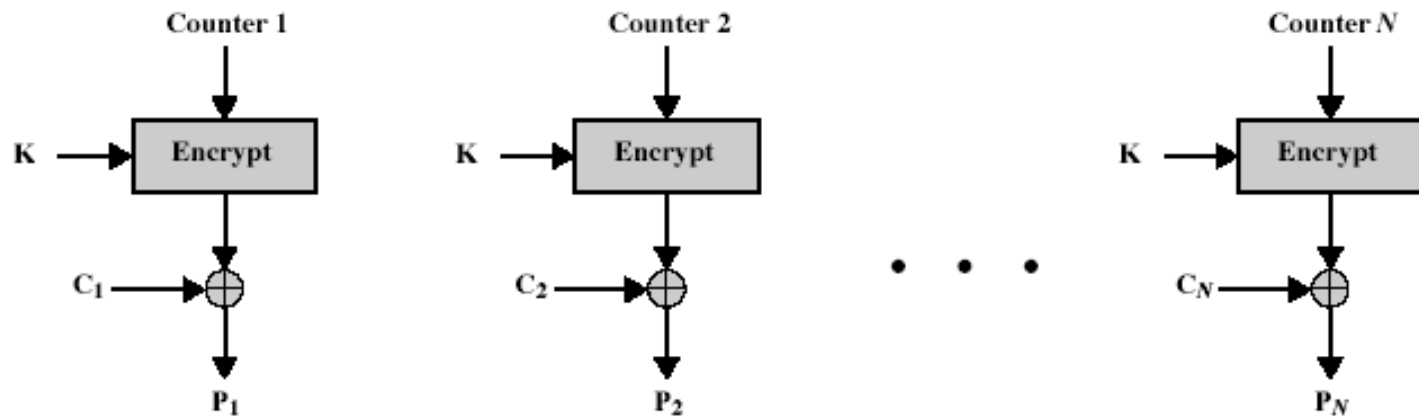 Counter 1 Counter 2 Counter N
K Encrypt K Encrypt K Encrypt
C1 C2 CN
P1 P2 PN